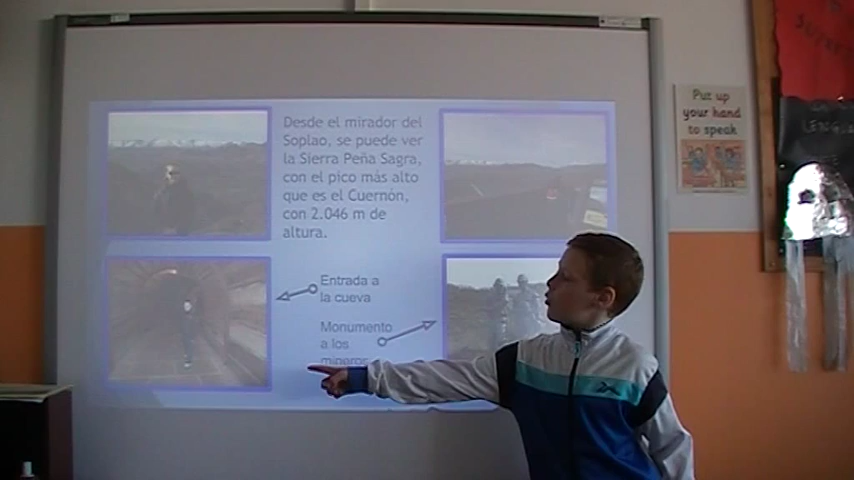 Desde el mirador del
Soplao, se puede ver
la Sierra Peña Sagra,
con el pico más alto
que es el Cuernón,
con 2.046 m de
altura.
Entrada a
la cueva
Monumento
a los
mineros
Put up
your hand
to speak